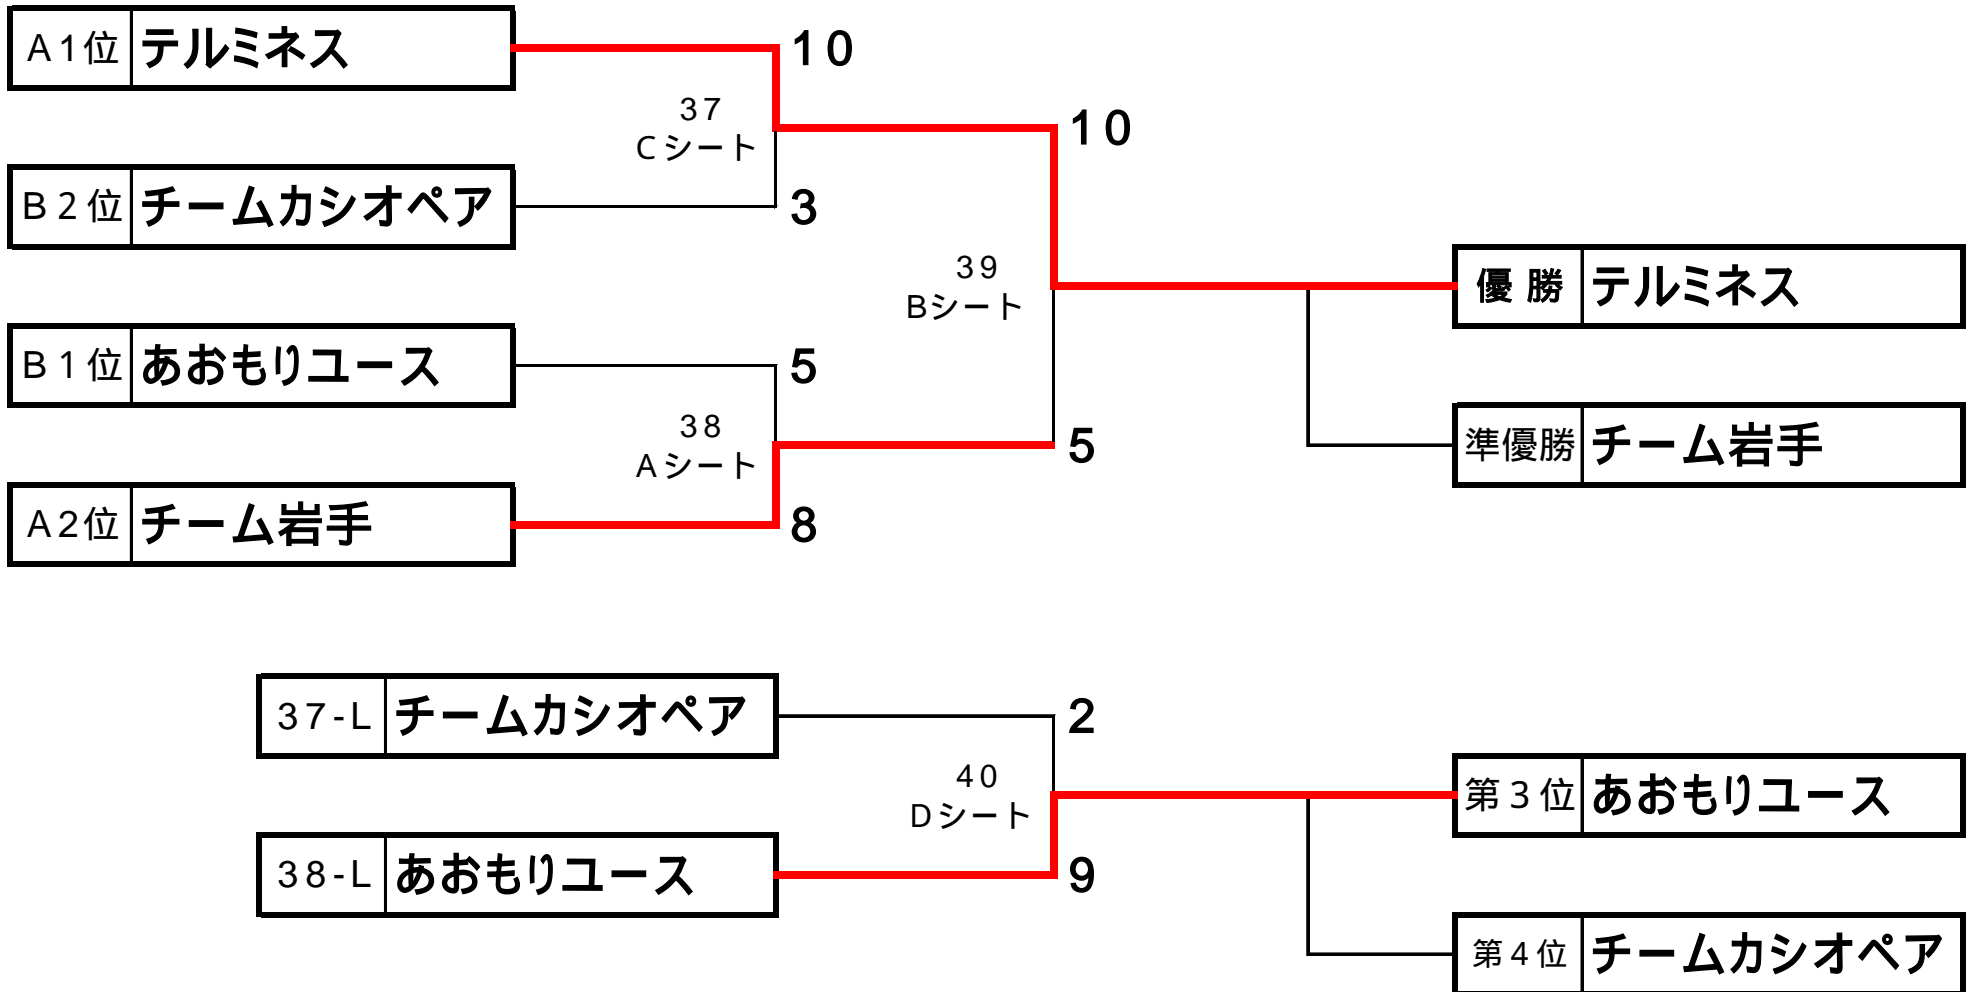 A1位 テルミネス
10
37
Cシート
10
B2位 チームカシオペア
3
39
Bシート
優勝 テルミネス
B1位 あおもりユース
5
38
Aシート
5
準優勝 チーム岩手
A2位 チーム岩手
8
37-L チームカシオペア
2
40
Dシート
第3位 あおもりユース
38-L あおもりユース
9
第4位 チームカシオペア